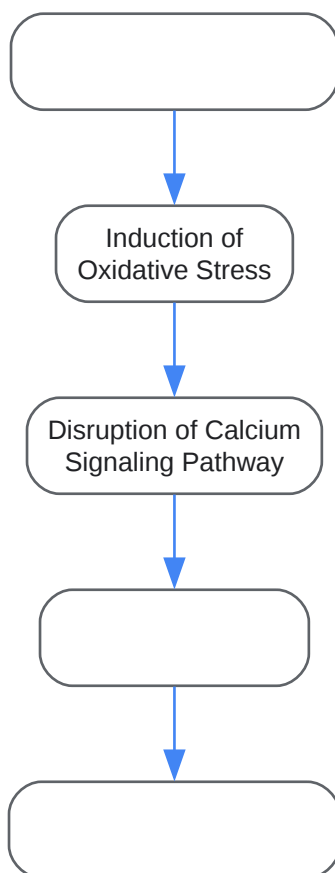 Induction of
Oxidative Stress
Disruption of Calcium
Signaling Pathway